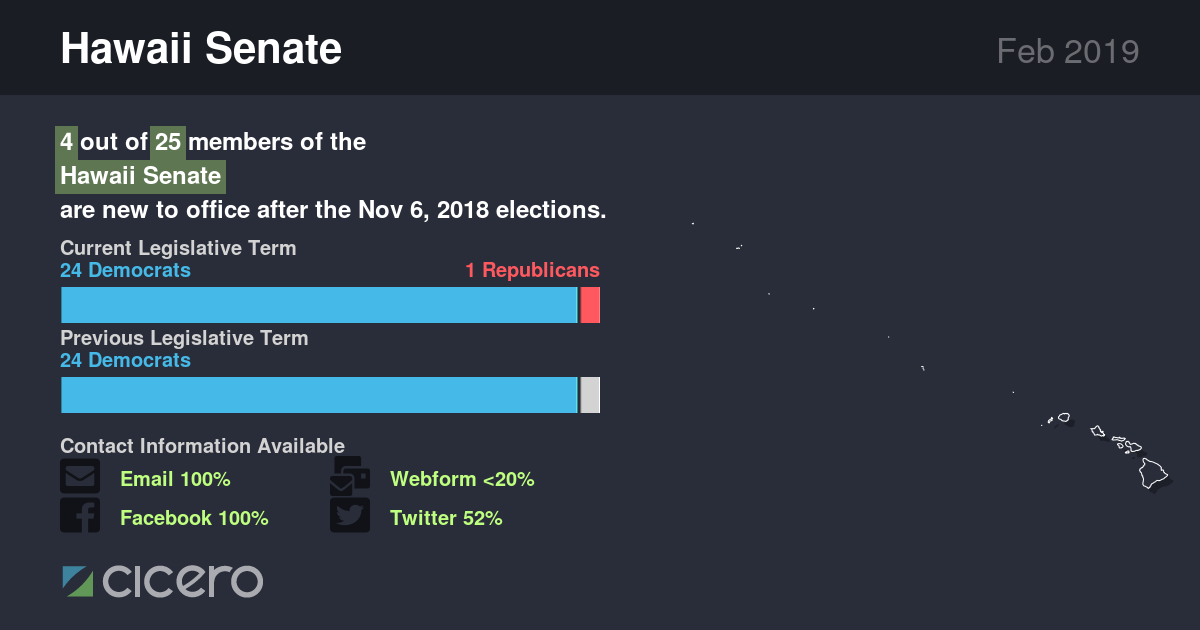 Hawaii Senate
Feb 2019
4 out of 25 members of the
Hawaii Senate
are new to office after the Nov 6, 2018 elections.
Current Legislative Term
24 Democrats 1 Republicans
Previous Legislative Term
24 Democrats
Contact Information Available
Email 100% Webform <20%
Facebook 100% Twitter 52%
cicero